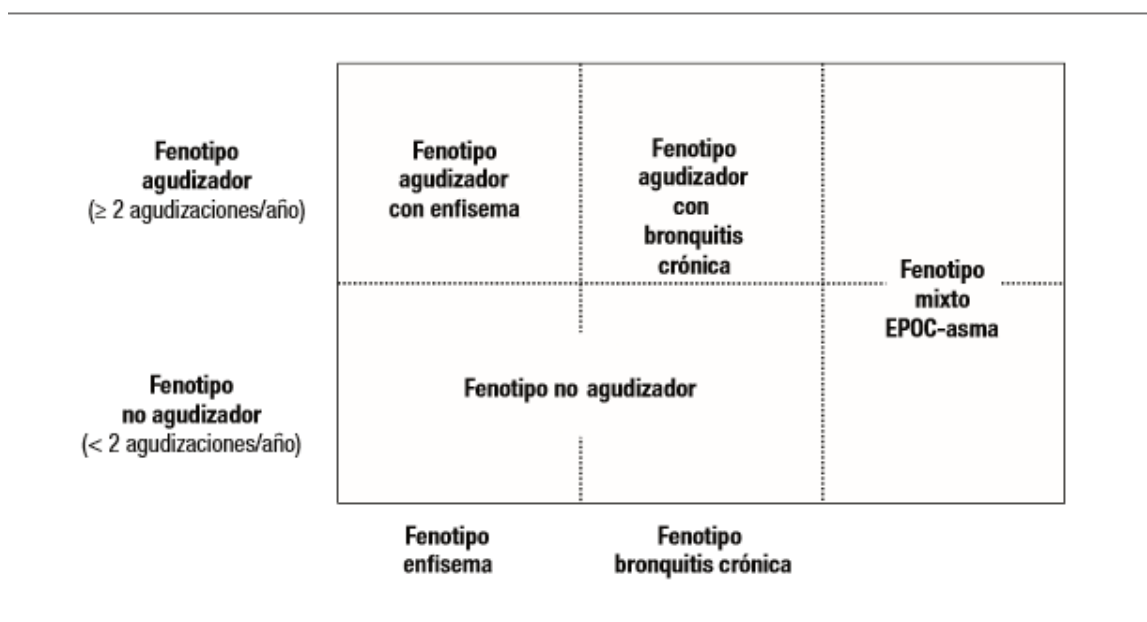 Fenotipo
agudizador
(≥ 2 agudizaciones/año)
Fenotipo
agudizador
con enfisema
Fenotipo
agudizador
con
bronquitis
crónica
Fenotipo
mixto
EPOC-asma
Fenotipo
no agudizador
(< 2 agudizaciones/año)
Fenotipo no agudizador
Fenotipo
enfisema
Fenotipo
bronquitis crónica